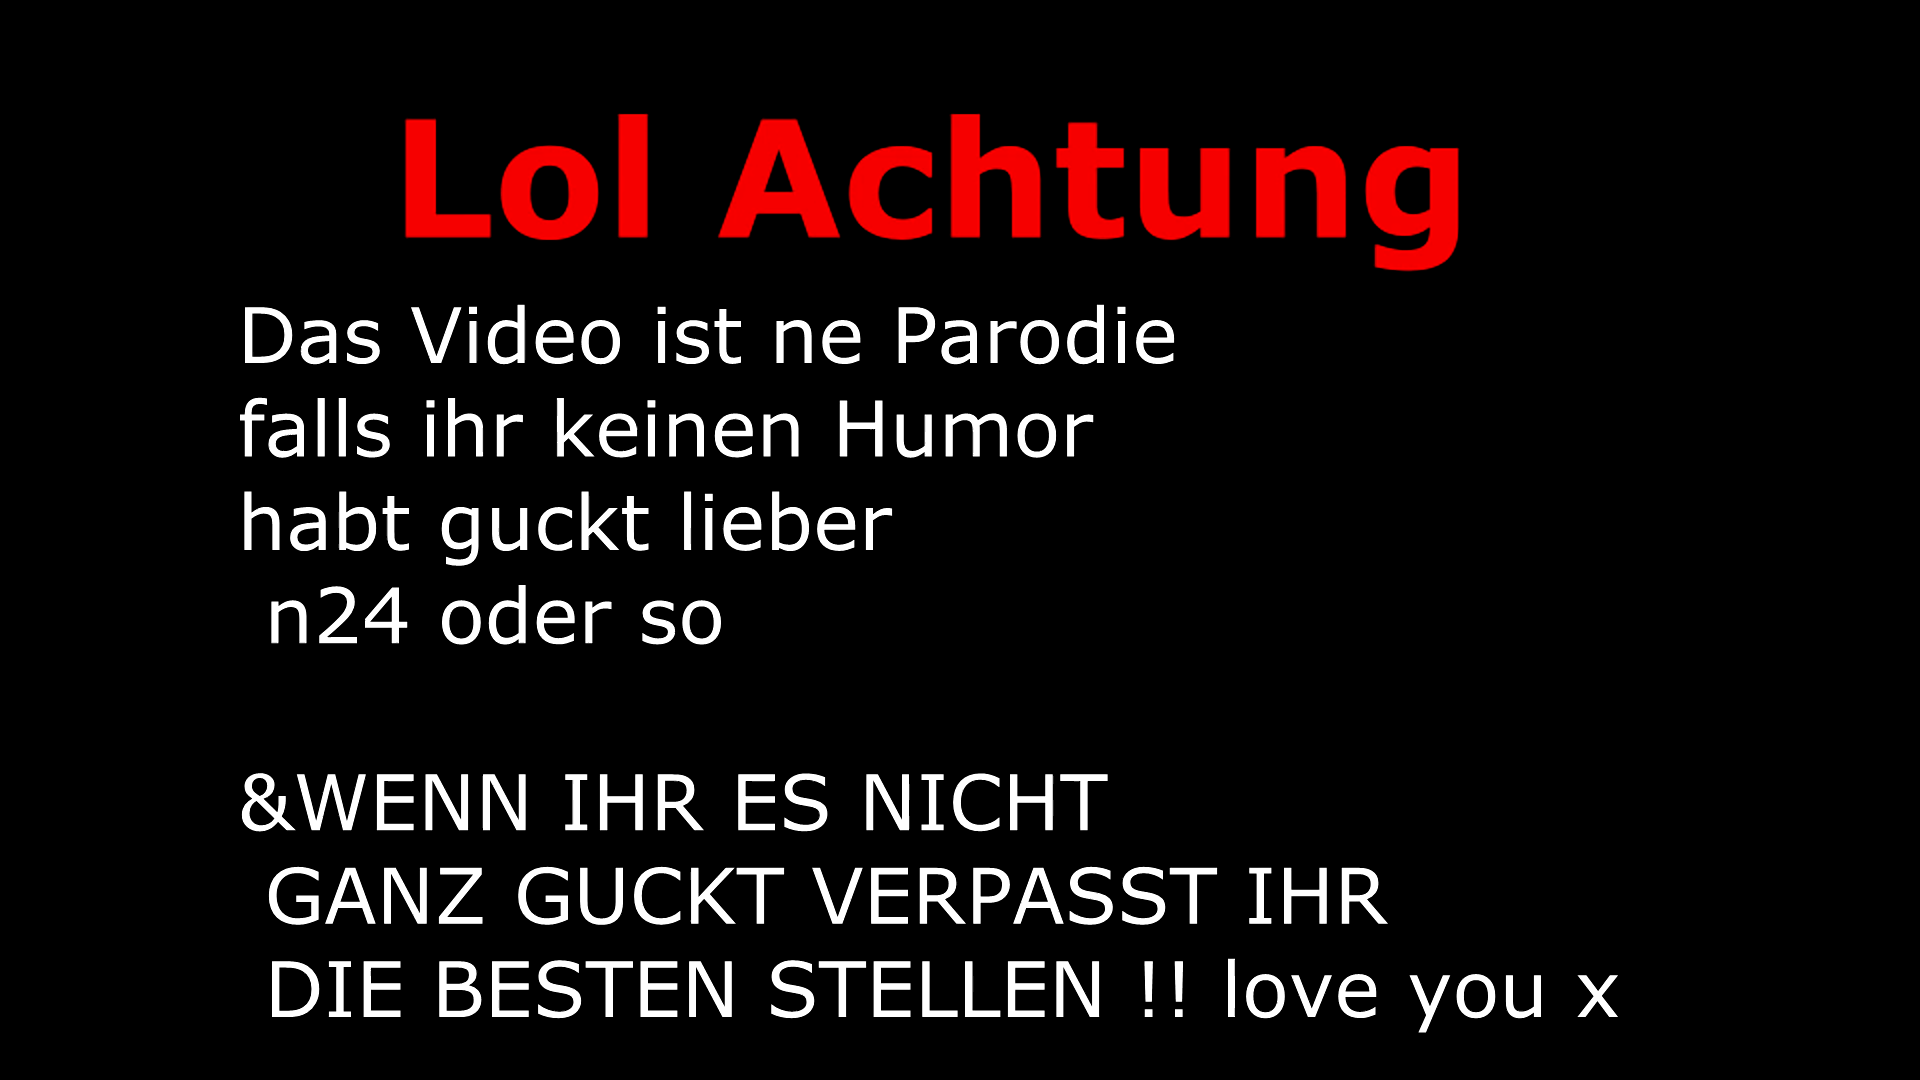 Lol Achtung
Das Video ist ne Parodie
falls ihr keinen Humor
habt guckt lieber
n24 oder so
&WENN IHR ES NICHT
GANZ GUCKT VERPASST IHR
DIE BESTEN STELLEN !! love you x